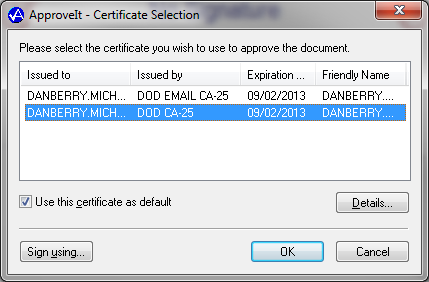 ApproveIt - Certificate Selection
Please select the certificate you wish to use to approve the document.
Issued to Issued by Expiration ... Friendly Name
DANBERRY.MICH... DOD EMAIL CA-25 09/02/2013 DANBERRY....
DANBERRY.MICH... DOD CA-25 09/02/2013 DANBERRY....
Use this certificate as default
Details...
Sign using... OK Cancel